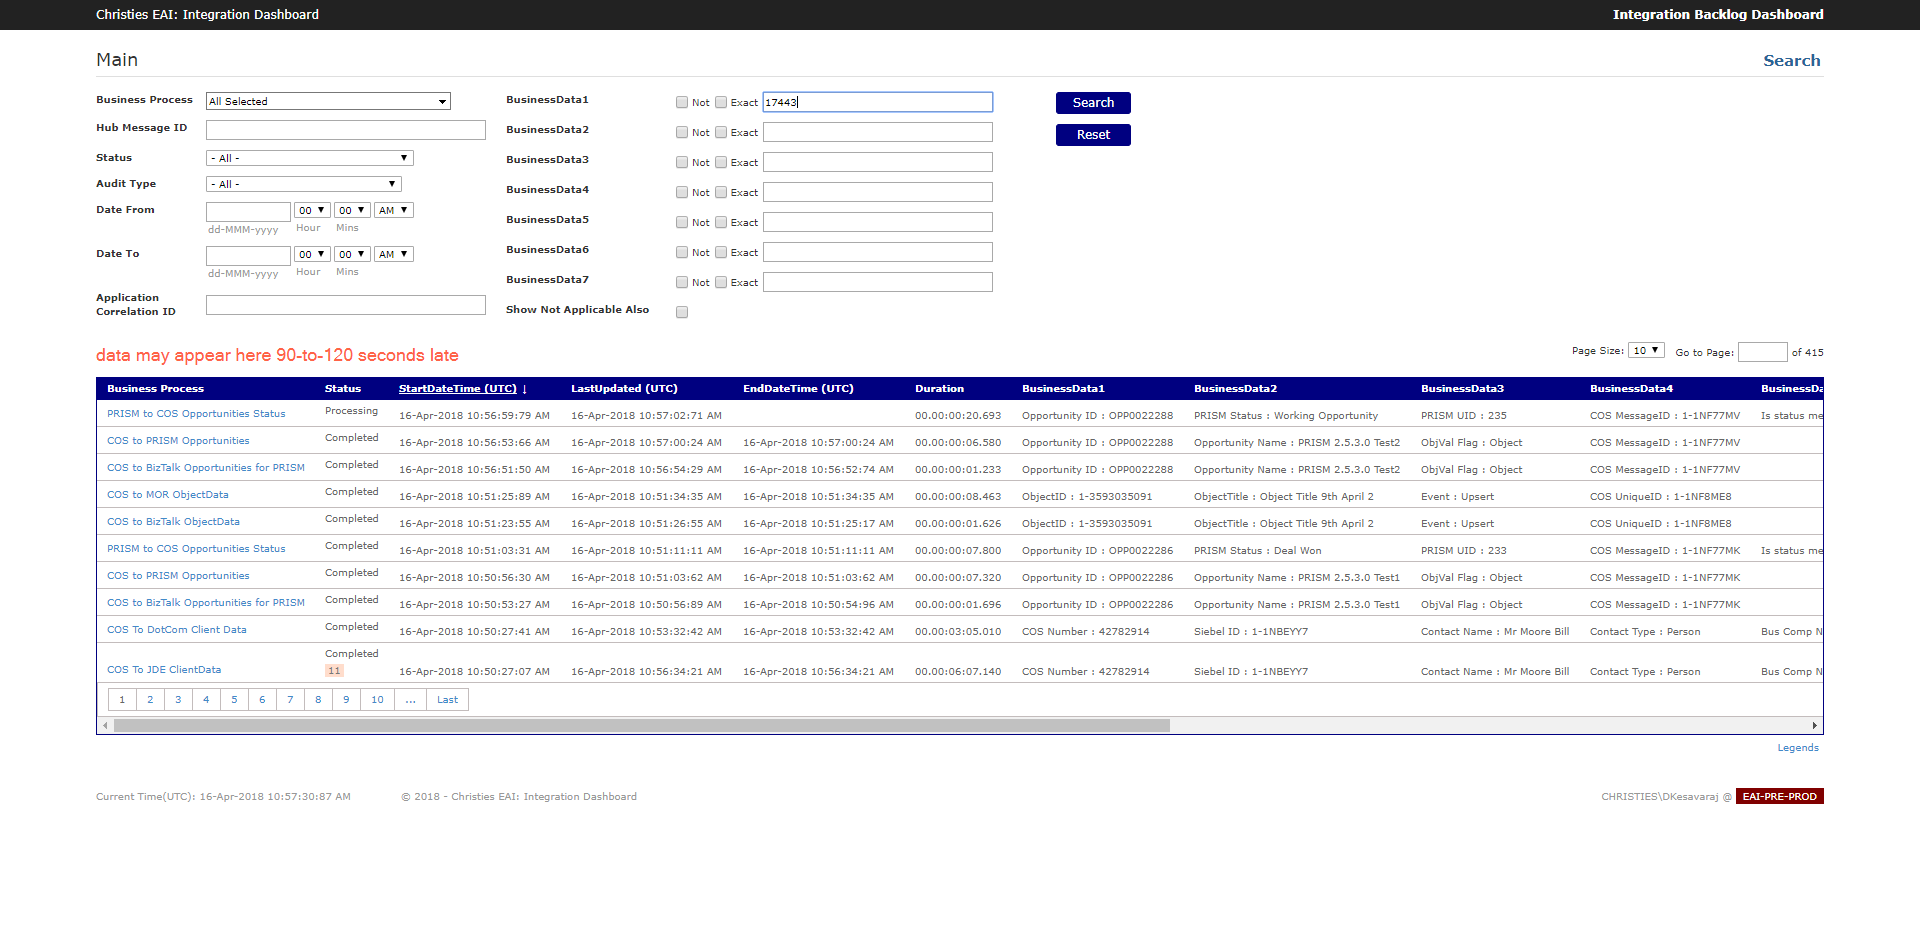 Christies EAI: Integration Dashboard Integration Backlog Dashboard
Main Search
Business Process All Selected BusinessData1 Not Exact 17443 Search
Hub Message ID BusinessData2 Not Exact Reset
Status - All - BusinessData3 Not Exact
Audit Type - All - BusinessData4 Not Exact
Date From 00 00 AM BusinessData5 Not Exact
dd-MMM-yyyy Hour Mins
Date To 00 00 AM BusinessData6 Not Exact
dd-MMM-yyyy Hour Mins BusinessData7 Not Exact
Application
Correlation ID Show Not Applicable Also
data may appear here 90-to-120 seconds late Page Size: 10 Go to Page: of 415
Business Process Status StartDateTime (UTC) ↓ LastUpdated (UTC) EndDateTime (UTC) Duration BusinessData1 BusinessData2 BusinessData3 BusinessData4 BusinessDa
PRISM to COS Opportunities Status Processing 16-Apr-2018 10:56:59:79 AM 16-Apr-2018 10:57:02:71 AM 00.00:00:20.693 Opportunity ID : OPP0022288 PRISM Status : Working Opportunity PRISM UID : 235 COS MessageID : 1-1NF77MV Is status me
COS to PRISM Opportunities Completed 16-Apr-2018 10:56:53:66 AM 16-Apr-2018 10:57:00:24 AM 16-Apr-2018 10:57:00:24 AM 00.00:00:06.580 Opportunity ID : OPP0022288 Opportunity Name : PRISM 2.5.3.0 Test2 ObjVal Flag : Object COS MessageID : 1-1NF77MV
COS to BizTalk Opportunities for PRISM Completed 16-Apr-2018 10:56:51:50 AM 16-Apr-2018 10:56:54:29 AM 16-Apr-2018 10:56:52:74 AM 00.00:00:01.233 Opportunity ID : OPP0022288 Opportunity Name : PRISM 2.5.3.0 Test2 ObjVal Flag : Object COS MessageID : 1-1NF77MV
COS to MOR ObjectData Completed 16-Apr-2018 10:51:25:89 AM 16-Apr-2018 10:51:34:35 AM 16-Apr-2018 10:51:34:35 AM 00.00:00:08.463 ObjectID : 1-3593035091 ObjectTitle : Object Title 9th April 2 Event : Upsert COS UniqueID : 1-1NF8ME8
COS to BizTalk ObjectData Completed 16-Apr-2018 10:51:23:55 AM 16-Apr-2018 10:51:26:55 AM 16-Apr-2018 10:51:25:17 AM 00.00:00:01.626 ObjectID : 1-3593035091 ObjectTitle : Object Title 9th April 2 Event : Upsert COS UniqueID : 1-1NF8ME8
PRISM to COS Opportunities Status Completed 16-Apr-2018 10:51:03:31 AM 16-Apr-2018 10:51:11:11 AM 16-Apr-2018 10:51:11:11 AM 00.00:00:07.800 Opportunity ID : OPP0022286 PRISM Status : Deal Won PRISM UID : 233 COS MessageID : 1-1NF77MK Is status me
COS to PRISM Opportunities Completed 16-Apr-2018 10:50:56:30 AM 16-Apr-2018 10:51:03:62 AM 16-Apr-2018 10:51:03:62 AM 00.00:00:07.320 Opportunity ID : OPP0022286 Opportunity Name : PRISM 2.5.3.0 Test1 ObjVal Flag : Object COS MessageID : 1-1NF77MK
COS to BizTalk Opportunities for PRISM Completed 16-Apr-2018 10:50:53:27 AM 16-Apr-2018 10:50:56:89 AM 16-Apr-2018 10:50:54:96 AM 00.00:00:01.696 Opportunity ID : OPP0022286 Opportunity Name : PRISM 2.5.3.0 Test1 ObjVal Flag : Object COS MessageID : 1-1NF77MK
COS To DotCom Client Data Completed 16-Apr-2018 10:50:27:41 AM 16-Apr-2018 10:53:32:42 AM 16-Apr-2018 10:53:32:42 AM 00.00:03:05.010 COS Number : 42782914 Siebel ID : 1-1NBEYY7 Contact Name : Mr Moore Bill Contact Type : Person Bus Comp N
COS To JDE ClientData Completed 11 16-Apr-2018 10:50:27:07 AM 16-Apr-2018 10:56:34:21 AM 16-Apr-2018 10:56:34:21 AM 00.00:06:07.140 COS Number : 42782914 Siebel ID : 1-1NBEYY7 Contact Name : Mr Moore Bill Contact Type : Person Bus Comp N
1 2 3 4 5 6 7 8 9 10 ... Last
Legends
Current Time(UTC): 16-Apr-2018 10:57:30:87 AM © 2018 - Christies EAI: Integration Dashboard CHRISTIES\DKesavaraj @ EAI-PRE-PROD